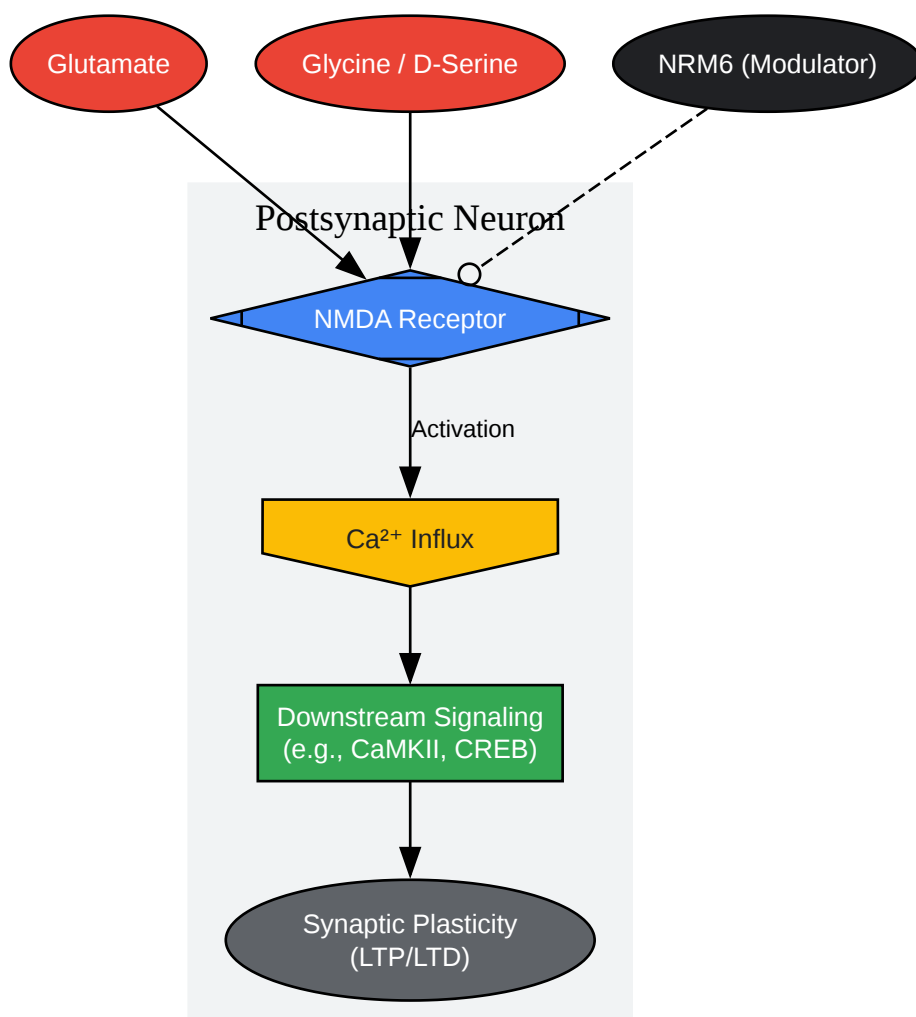 Glutamate
Glycine / D-Serine
NRM6 (Modulator)
Postsynaptic Neuron
NMDA Receptor
Activation
Ca²⁺ Influx
Downstream Signaling
(e.g., CaMKII, CREB)
Synaptic Plasticity
(LTP/LTD)